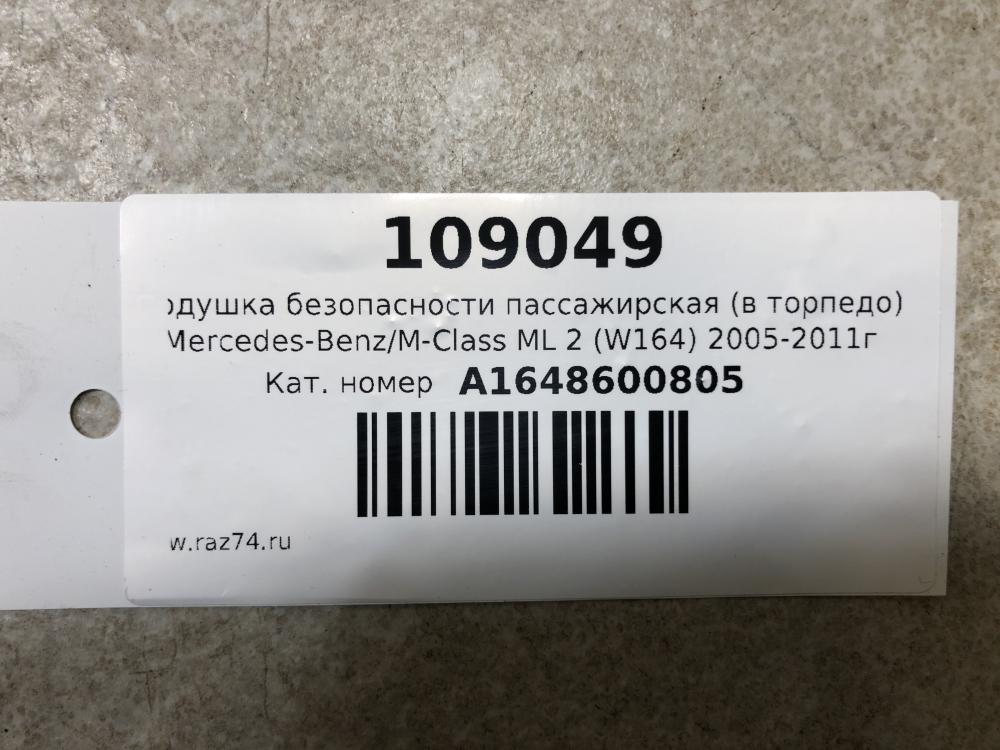 109049
одушка безопасности пассажирская (в торпедо)
Mercedes-Benz/M-Class ML 2 (W164) 2005-2011г
Кат. номер A1648600805
w.raz74.ru